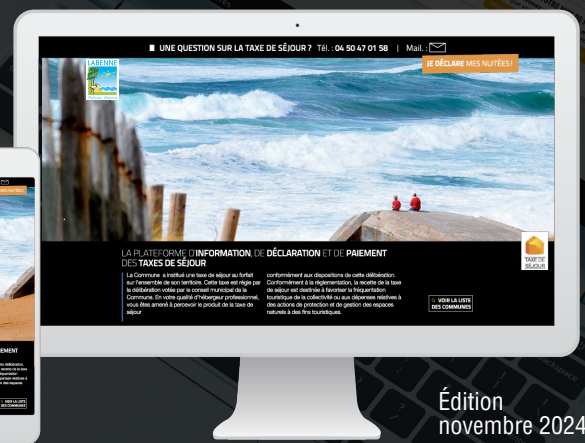 UNE QUESTION SUR LA TAXE DE SÉJOUR ? Tél. : 04 50 47 01 58 | Mail. :
LABENNE
JE DÉCLARE MES NUITÉES !
LA PLATEFORME D'INFORMATION, DE DÉCLARATION ET DE PAIEMENT
DES TAXES DE SÉJOUR
La Commune a institué une taxe de séjour au forfait
sur l'ensemble de son territoire. Cette taxe est régie par
la délibération votée par le conseil municipal de la
Commune. En votre qualité d'hébergeur professionnel,
vous êtes amené à percevoir le produit de la taxe de
séjour
conformément aux dispositions de cette délibération.
Conformément à la réglementation, la recette de la taxe
de séjour est destinée à favoriser la fréquentation
touristique de la collectivité ou aux dépenses relatives à
des actions de protection et de gestion des espaces
naturels à des fins touristiques.
VOIR LA LISTE
DES COMMUNES
TAXE DE
SÉJOUR
IEMENT
VOIR LA LISTE
DES COMMUNES
Édition
novembre 2024